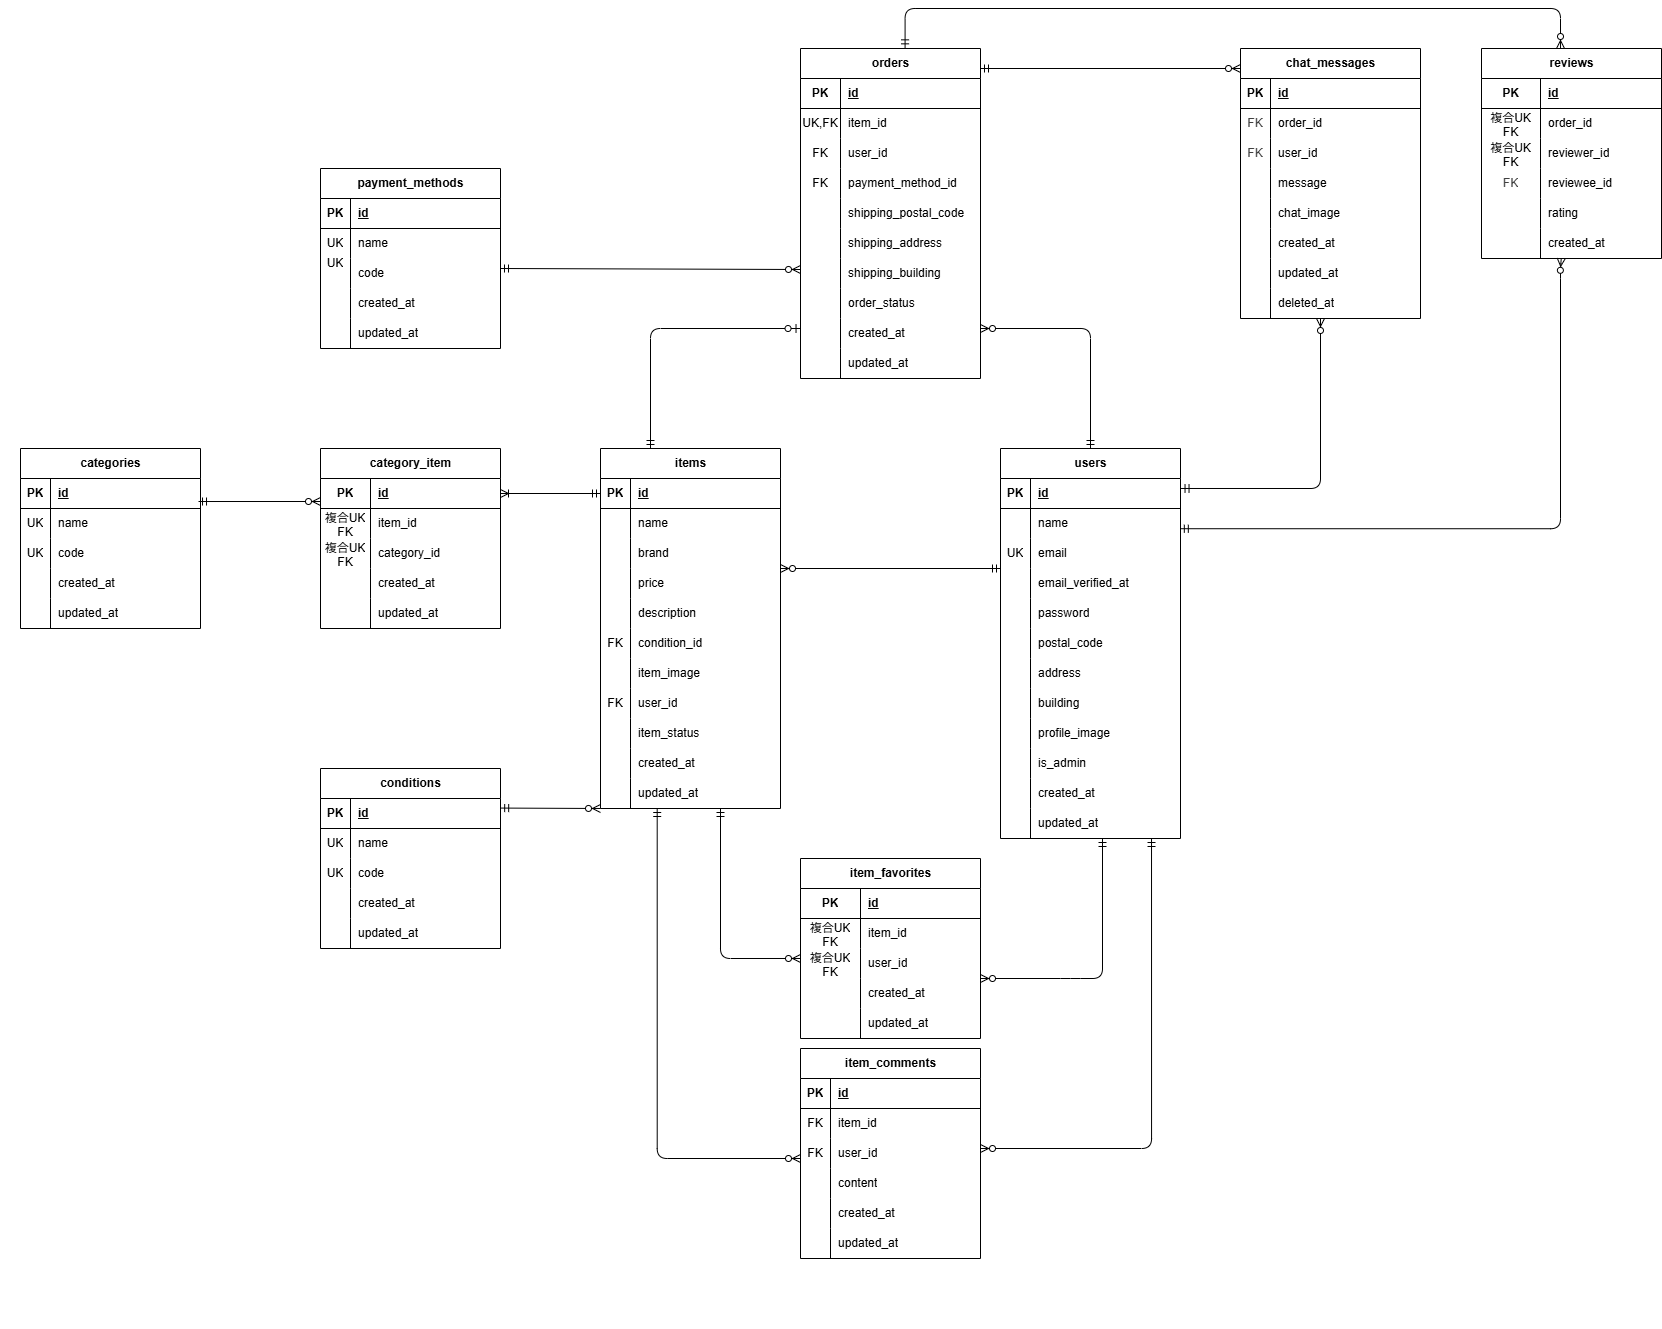 orders
PK id
UK,FK item_id
FK user_id
FK payment_method_id
shipping_postal_code
shipping_address
shipping_building
order_status
created_at
updated_at
chat_messages
PK id
FK order_id
FK user_id
message
chat_image
created_at
updated_at
deleted_at
reviews
PK id
複合UK
FK
order_id
複合UK
FK
reviewer_id
FK reviewee_id
rating
created_at
payment_methods
PK id
UK name
UK
code
created_at
updated_at
categories
PK id
UK name
UK code
created_at
updated_at
category_item
PK id
複合UK
FK
item_id
複合UK
FK
category_id
created_at
updated_at
items
PK id
name
brand
price
description
FK condition_id
item_image
FK user_id
item_status
created_at
updated_at
users
PK id
name
UK email
email_verified_at
password
postal_code
address
building
profile_image
is_admin
created_at
updated_at
conditions
PK id
UK name
UK code
created_at
updated_at
item_favorites
PK id
複合UK
FK
item_id
複合UK
FK
user_id
created_at
updated_at
item_comments
PK id
FK item_id
FK user_id
content
created_at
updated_at